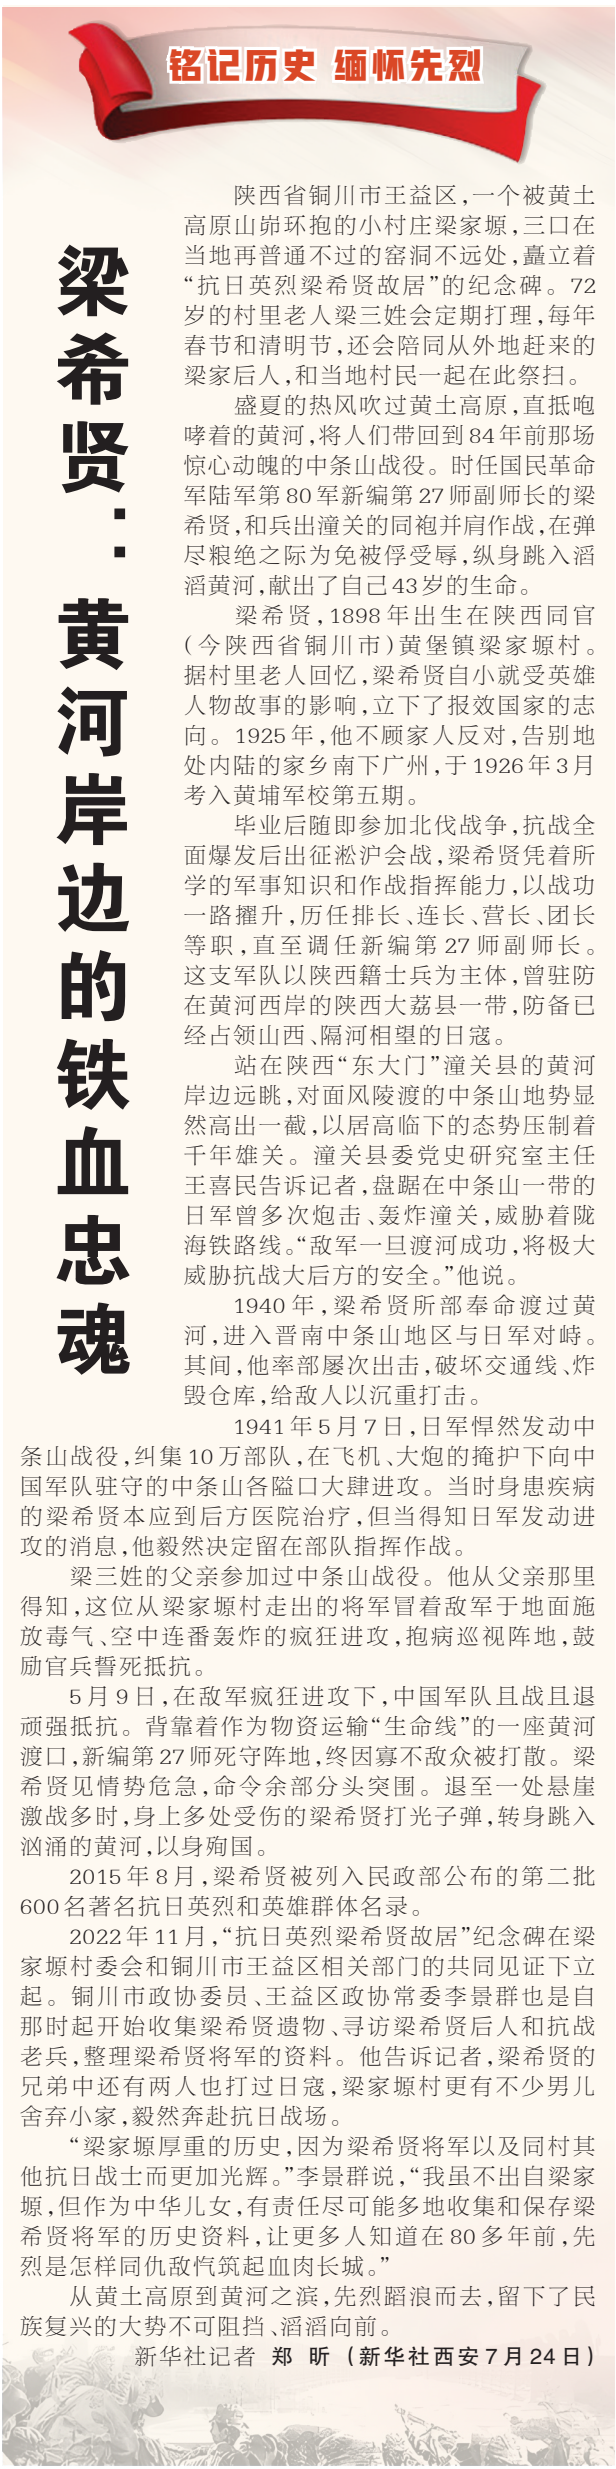 铭记历史 缅怀先烈
梁希贤：黄河岸边的铁血忠魂
陕西省铜川市王益区,一个被黄土
高原山峁环抱的小村庄梁家塬,三口在
当地再普通不过的窑洞不远处,矗立着
“抗日英烈梁希贤故居”的纪念碑。72
岁的村里老人梁三姓会定期打理,每年
春节和清明节,还会陪同从外地赶来的
梁家后人,和当地村民一起在此祭扫。
盛夏的热风吹过黄土高原,直抵咆
哮着的黄河,将人们带回到84年前那场
惊心动魄的中条山战役。时任国民革命
军陆军第80军新编第27师副师长的梁
希贤,和兵出潼关的同袍并肩作战,在弹
尽粮绝之际为免被俘受辱,纵身跳入滔
滔黄河,献出了自己43岁的生命。
梁希贤,1898年出生在陕西同官
(今陕西省铜川市)黄堡镇梁家塬村。
据村里老人回忆,梁希贤自小就受英雄
人物故事的影响,立下了报效国家的志
向。1925年,他不顾家人反对,告别地
处内陆的家乡南下广州,于1926年3月
考入黄埔军校第五期。
毕业后随即参加北伐战争,抗战全
面爆发后出征淞沪会战,梁希贤凭着所
学的军事知识和作战指挥能力,以战功
一路擢升,历任排长、连长、营长、团长
等职,直至调任新编第27师副师长。
这支军队以陕西籍士兵为主体,曾驻防
在黄河西岸的陕西大荔县一带,防备已
经占领山西、隔河相望的日寇。
站在陕西“东大门”潼关县的黄河
岸边远眺,对面风陵渡的中条山地势显
然高出一截,以居高临下的态势压制着
千年雄关。潼关县委党史研究室主任
王喜民告诉记者,盘踞在中条山一带的
日军曾多次炮击、轰炸潼关,威胁着陇
海铁路线。“敌军一旦渡河成功,将极大
威胁抗战大后方的安全。”他说。
1940年,梁希贤所部奉命渡过黄
河,进入晋南中条山地区与日军对峙。
其间,他率部屡次出击,破坏交通线、炸
毁仓库,给敌人以沉重打击。
1941年5月7日,日军悍然发动中
条山战役,纠集10万部队,在飞机、大炮的掩护下向中
国军队驻守的中条山各隘口大肆进攻。当时身患疾病
的梁希贤本应到后方医院治疗,但当得知日军发动进
攻的消息,他毅然决定留在部队指挥作战。
梁三姓的父亲参加过中条山战役。他从父亲那里
得知,这位从梁家塬村走出的将军冒着敌军于地面施
放毒气、空中连番轰炸的疯狂进攻,抱病巡视阵地,鼓
励官兵誓死抵抗。
5月9日,在敌军疯狂进攻下,中国军队且战且退
顽强抵抗。背靠着作为物资运输“生命线”的一座黄河
渡口,新编第27师死守阵地,终因寡不敌众被打散。梁
希贤见情势危急,命令余部分头突围。退至一处悬崖
激战多时,身上多处受伤的梁希贤打光子弹,转身跳入
汹涌的黄河,以身殉国。
2015年8月,梁希贤被列入民政部公布的第二批
600名著名抗日英烈和英雄群体名录。
2022年11月,“抗日英烈梁希贤故居”纪念碑在梁
家塬村委会和铜川市王益区相关部门的共同见证下立
起。铜川市政协委员、王益区政协常委李景群也是自
那时起开始收集梁希贤遗物、寻访梁希贤后人和抗战
老兵,整理梁希贤将军的资料。他告诉记者,梁希贤的
兄弟中还有两人也打过日寇,梁家塬村更有不少男儿
舍弃小家,毅然奔赴抗日战场。
“梁家塬厚重的历史,因为梁希贤将军以及同村其
他抗日战士而更加光辉。”李景群说,“我虽不出自梁家
塬,但作为中华儿女,有责任尽可能多地收集和保存梁
希贤将军的历史资料,让更多人知道在80多年前,先
烈是怎样同仇敌忾筑起血肉长城。”
从黄土高原到黄河之滨,先烈蹈浪而去,留下了民
族复兴的大势不可阻挡、滔滔向前。
新华社记者 郑 昕 (新华社西安7月24日)